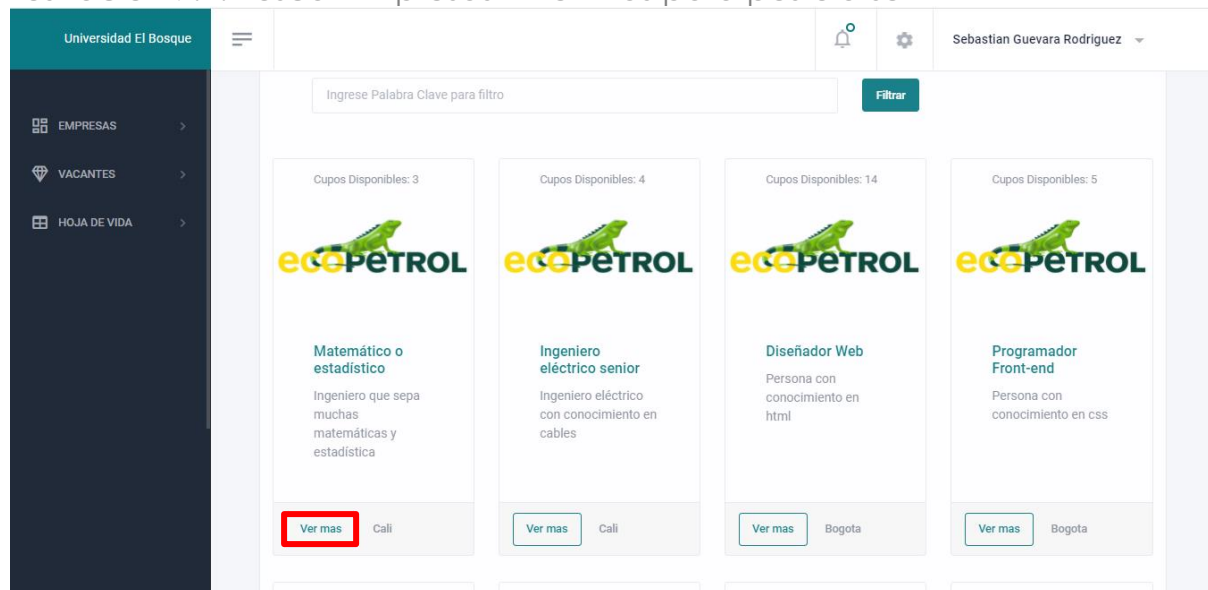 Universidad El Bosque
Sebastian Guevara Rodriguez
Ingrese Palabra Clave para filtro
Filtrar
EMPRESAS
VACANTES
HOJA DE VIDA
Cupos Disponibles: 3
ecopetrol
Matemático o
estadístico
Ingeniero que sepa
muchas
matemáticas y
estadística
Ver mas
Cali
Cupos Disponibles: 4
ecopetrol
Ingeniero
eléctrico senior
Ingeniero eléctrico
con conocimiento en
cables
Ver mas
Cali
Cupos Disponibles: 14
ecopetrol
Diseñador Web
Persona con
conocimiento en
html
Ver mas
Bogota
Cupos Disponibles: 5
ecopetrol
Programador
Front-end
Persona con
conocimiento en css
Ver mas
Bogota